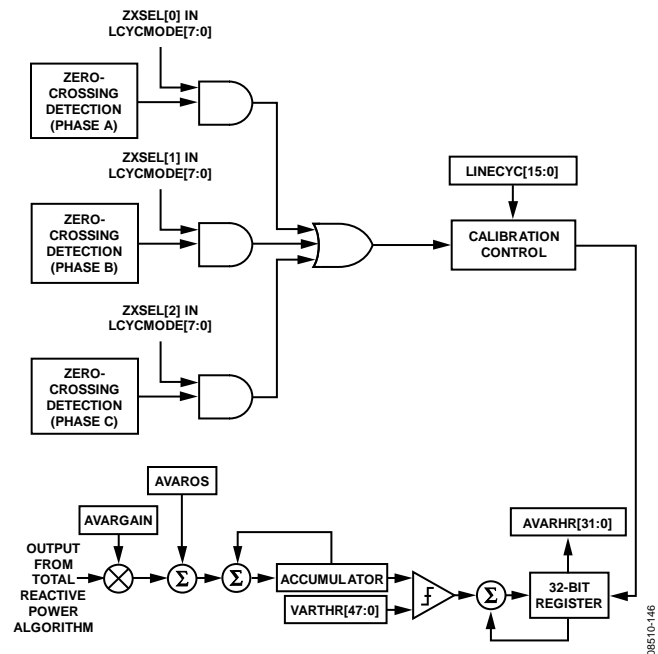 ZXSEL[0] IN
LCYCMODE[7:0]
ZERO-
CROSSING
DETECTION
(PHASE A)
ZXSEL[1] IN
LCYCMODE[7:0]
ZERO-
CROSSING
DETECTION
(PHASE B)
LINECYC[15:0]
CALIBRATION
CONTROL
ZXSEL[2] IN
LCYCMODE[7:0]
ZERO-
CROSSING
DETECTION
(PHASE C)
AVAROS
AVARGAIN
AVARHR[31:0]
OUTPUT
FROM
TOTAL
REACTIVE
POWER
ALGORITHM
Σ
Σ
ACCUMULATOR
VARTHR[47:0]
Σ
32-BIT
REGISTER
08510-146